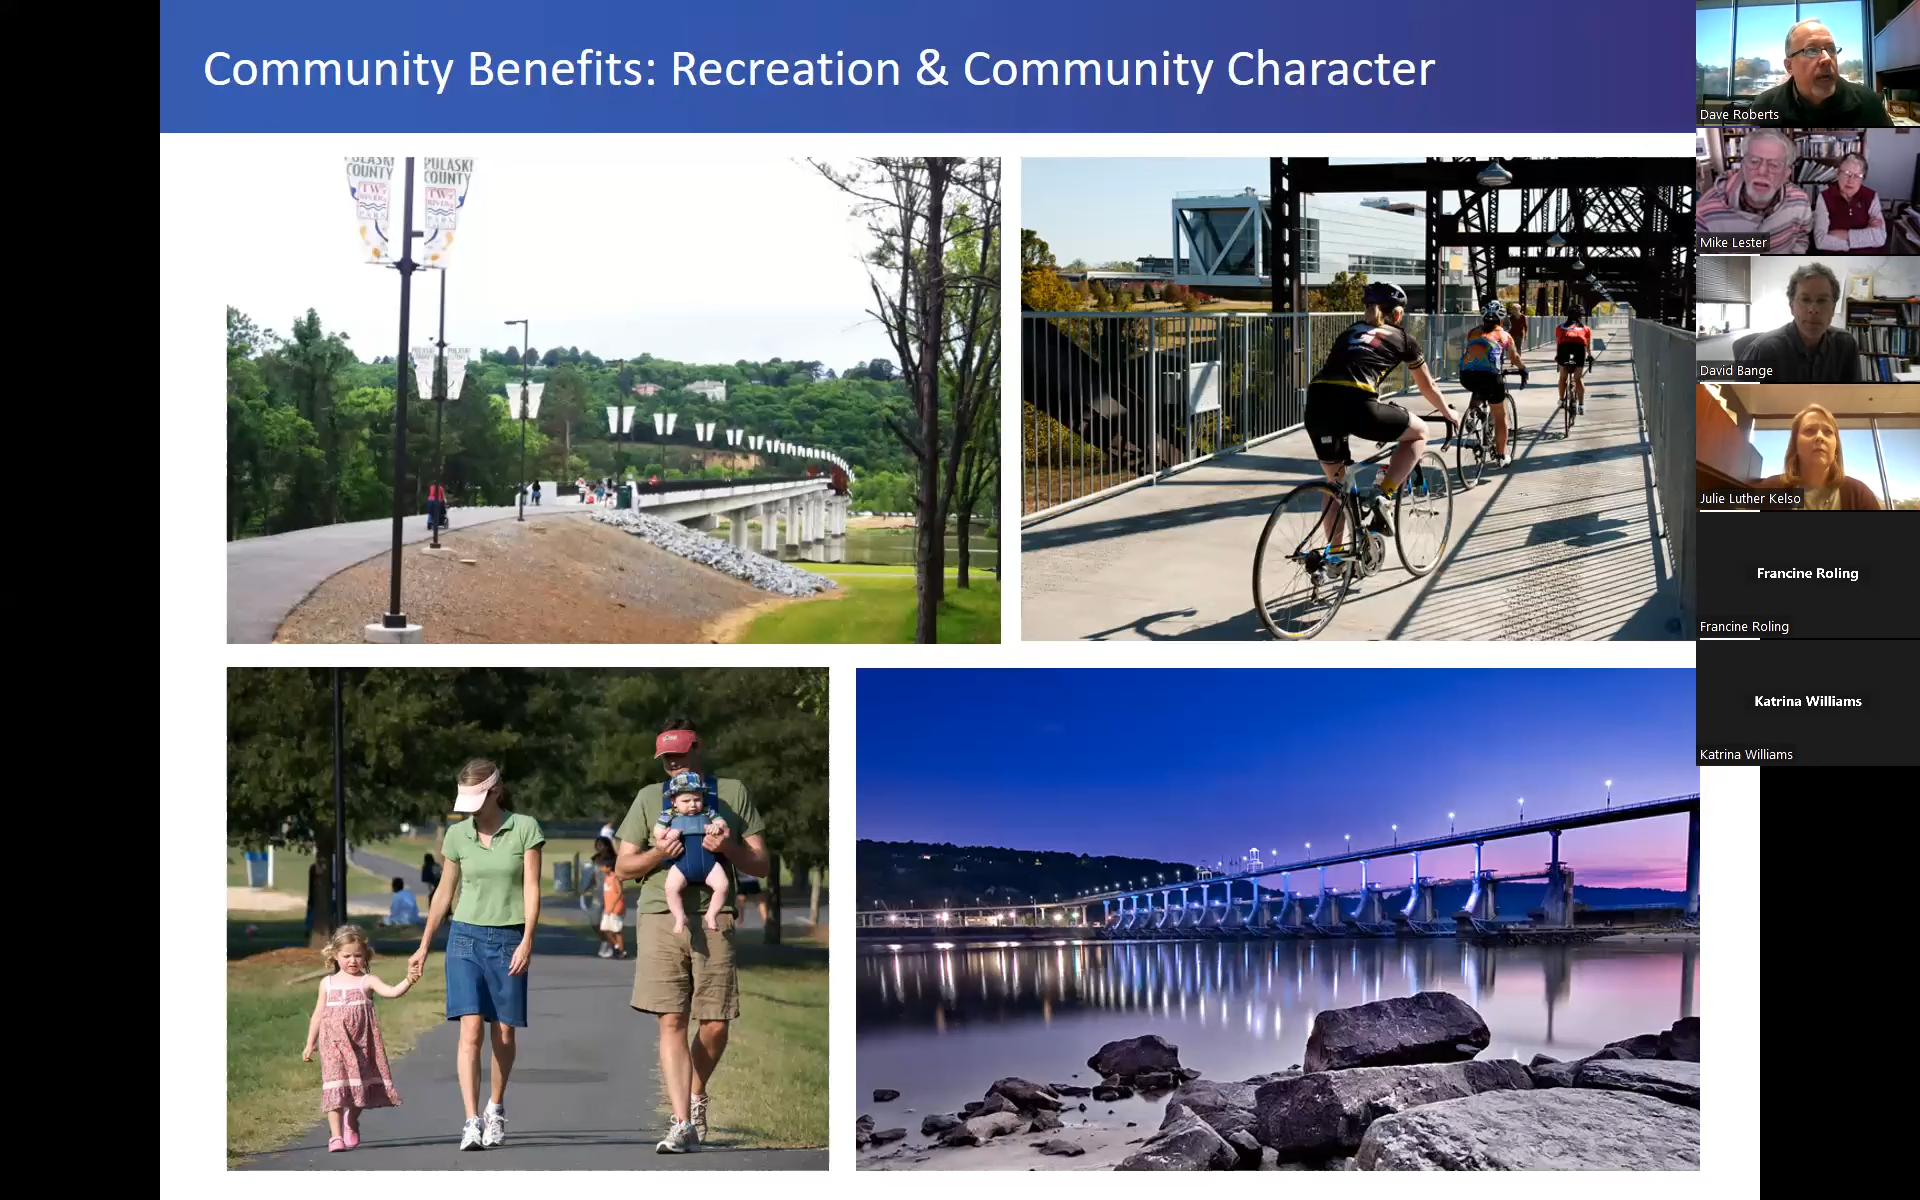 Community Benefits: Recreation & Community Character
PULASKI
COUNTY
PULASKI
COUNTY
Dave Roberts
Mike Lester
David Bange
Julie Luther Kelso
Francine Roling
Francine Roling
Katrina Williams
Katrina Williams